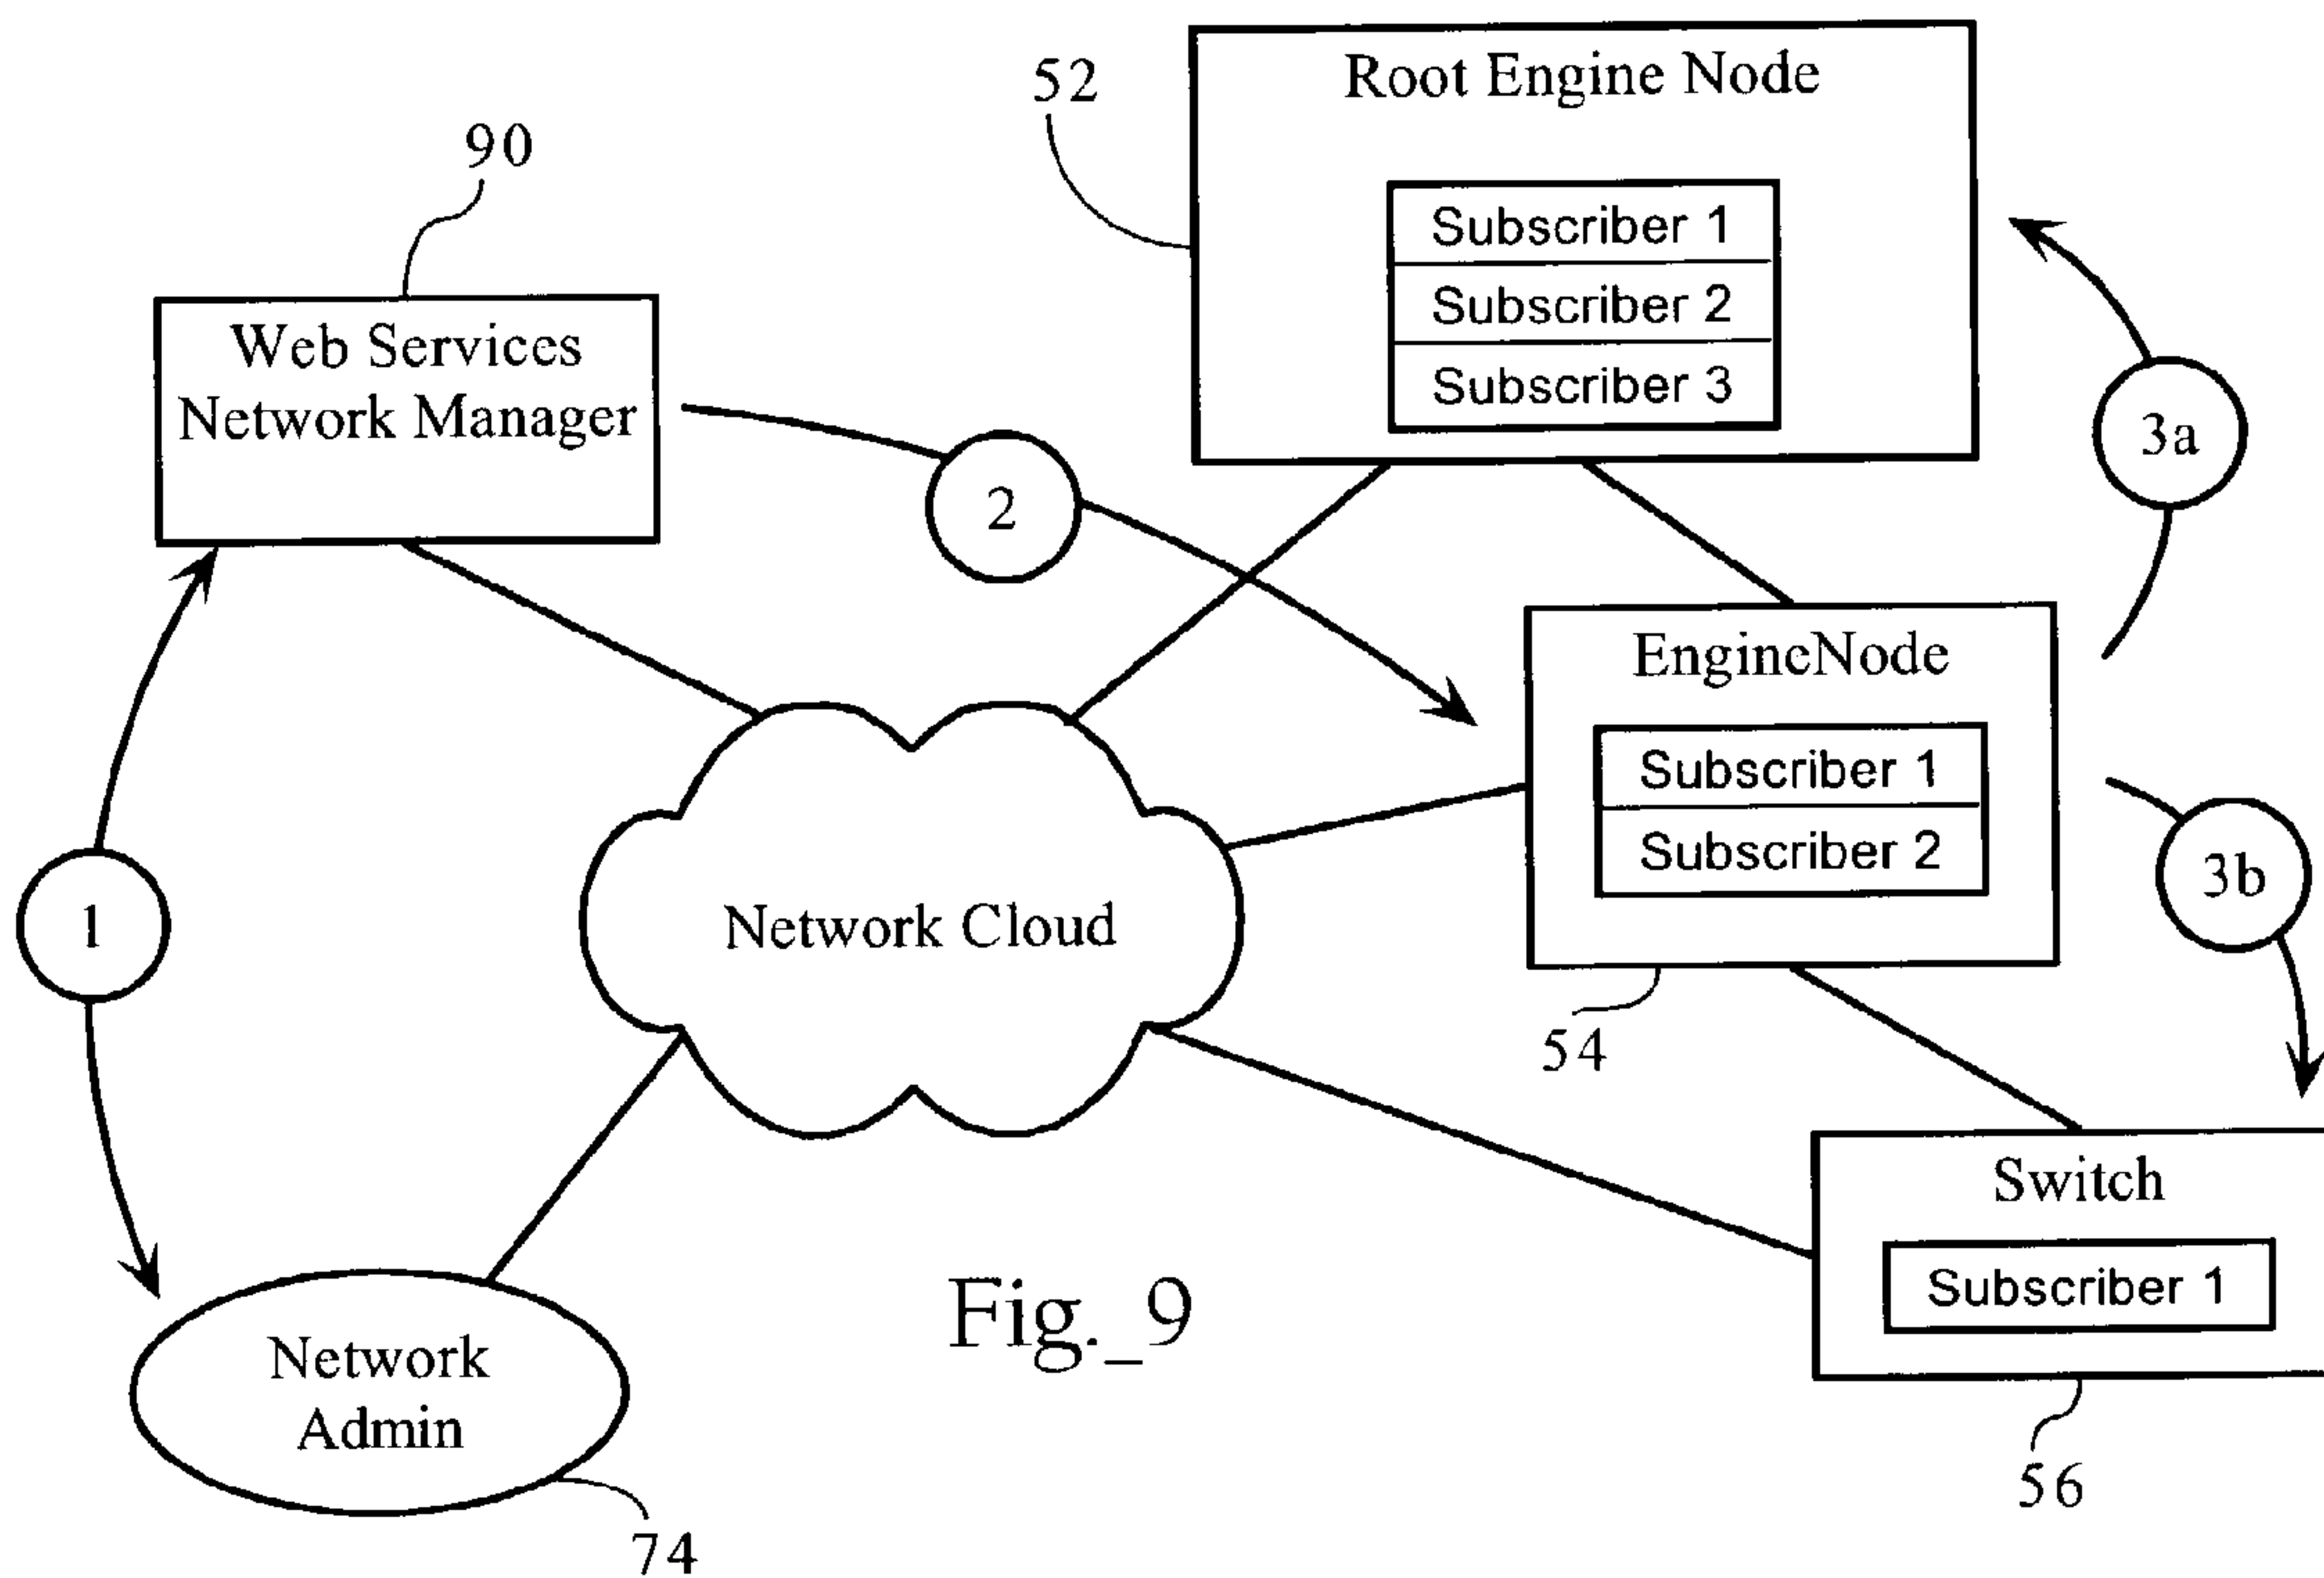 52
Root Engine Node
Subscriber 1
Subscriber 2
Subscriber 3
90
Web Services
Network Manager
2
3a
EngineNode
Subscriber 1
Subscriber 2
3b
54
1
Network Cloud
Switch
Subscriber 1
56
Fig._9
Network
Admin
74